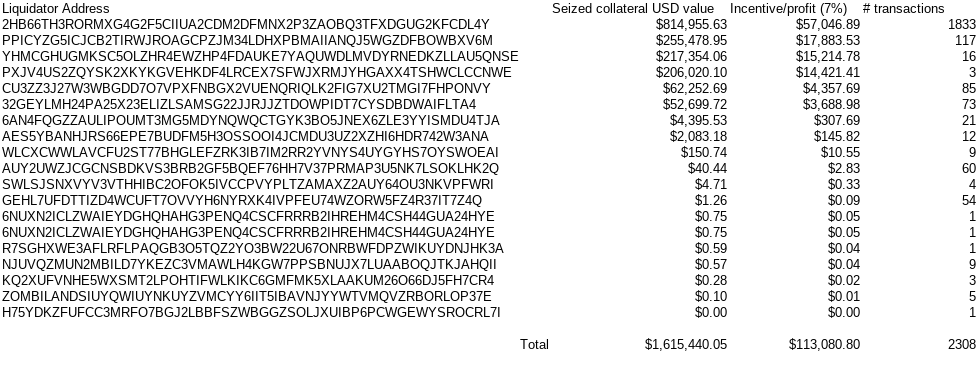 Liquidator Address Seized collateral USD value Incentive/profit (7%) # transactions
2HB66TH3RORMXG4G2F5CIIUA2CDM2DFMNX2P3ZAOBQ3TFXDGUG2KFCDL4Y $814,955.63 $57,046.89 1833
PPICYZG5ICJCB2TIRWJROAGCPZJM34LDHXPBMAIIANQJ5WGZDFBOWBXV6M $255,478.95 $17,883.53 117
YHMCGHUGMKSC5OLZHR4EWZHP4FDAUKE7YAQUWDLMVDYRNEDKZLLAU5QNSE $217,354.06 $15,214.78 16
PXJV4US2ZQYSK2XKYKGVEHKDF4LRCEX7SFWJXRMJYHGAXX4TSHWCLCCNWE $206,020.10 $14,421.41 3
CU3ZZ3J27W3WBGDD7O7VPXFNBGX2VUENQRIQLK2FIG7XU2TMGI7FHPONVY $62,252.69 $4,357.69 85
32GEYLMH24PA25X23ELIZLSAMSG22JJRJJZTDOWPIDT7CYSDBDWAIFLTA4 $52,699.72 $3,688.98 73
6AN4FQGZZAULIPOUMT3MG5MDYNQWQCTGYK3BO5JNEX6ZLE3YYISMDU4TJA $4,395.53 $307.69 21
AES5YBANHJRS66EPE7BUDFM5H3OSSOOI4JCMDU3UZ2XZHI6HDR742W3ANA $2,083.18 $145.82 12
WLCXCWWLAVCFU2ST77BHGLEFZRK3IB7IM2RR2YVNYS4UYGYHS7OYSWOEAI $150.74 $10.55 9
AUY2UWZJCGCNSBDKVS3BRB2GF5BQEF76HH7V37PRMAP3U5NK7LSOKLHK2Q $40.44 $2.83 60
SWLSJSNXVYV3VTHHIBC2OFOK5IVCCPVYPLTZAMAXZ2AUY64OU3NKVPFWRI $4.71 $0.33 4
GEHL7UFDTTIZD4WCUFT7OVVYH6NYRXK4IVPFEU74WZORW5FZ4R37IT7Z4Q $1.26 $0.09 54
6NUXN2ICLZWAIEYDGHQHAHG3PENQ4CSCFRRRB2IHREHM4CSH44GUA24HYE $0.75 $0.05 1
6NUXN2ICLZWAIEYDGHQHAHG3PENQ4CSCFRRRB2IHREHM4CSH44GUA24HYE $0.75 $0.05 1
R7SGHXWE3AFLRFLPAQGB3O5TQZ2YO3BW22U67ONRBWFDPZWIKUYDNJHK3A $0.59 $0.04 1
NJUVQZMUN2MBILD7YKEZC3VMAWLH4KGW7PPSBNUJX7LUAABOQJTKJAHQII $0.57 $0.04 9
KQ2XUFVNHE5WXSMT2LPOHTIFWLKIKC6GMFMK5XLAAKUM26O66DJ5FH7CR4 $0.28 $0.02 3
ZOMBILANDSIUYQWIUYNKUYZVMCYY6IIT5IBAVNJYYWTVMQVZRBORLOP37E $0.10 $0.01 5
H75YDKZFUFCC3MRFO7BGJ2LBBFSZWBGGZSOLJXUIBP6PCWGEWYSROCRL7I $0.00 $0.00 1
Total $1,615,440.05 $113,080.80 2308